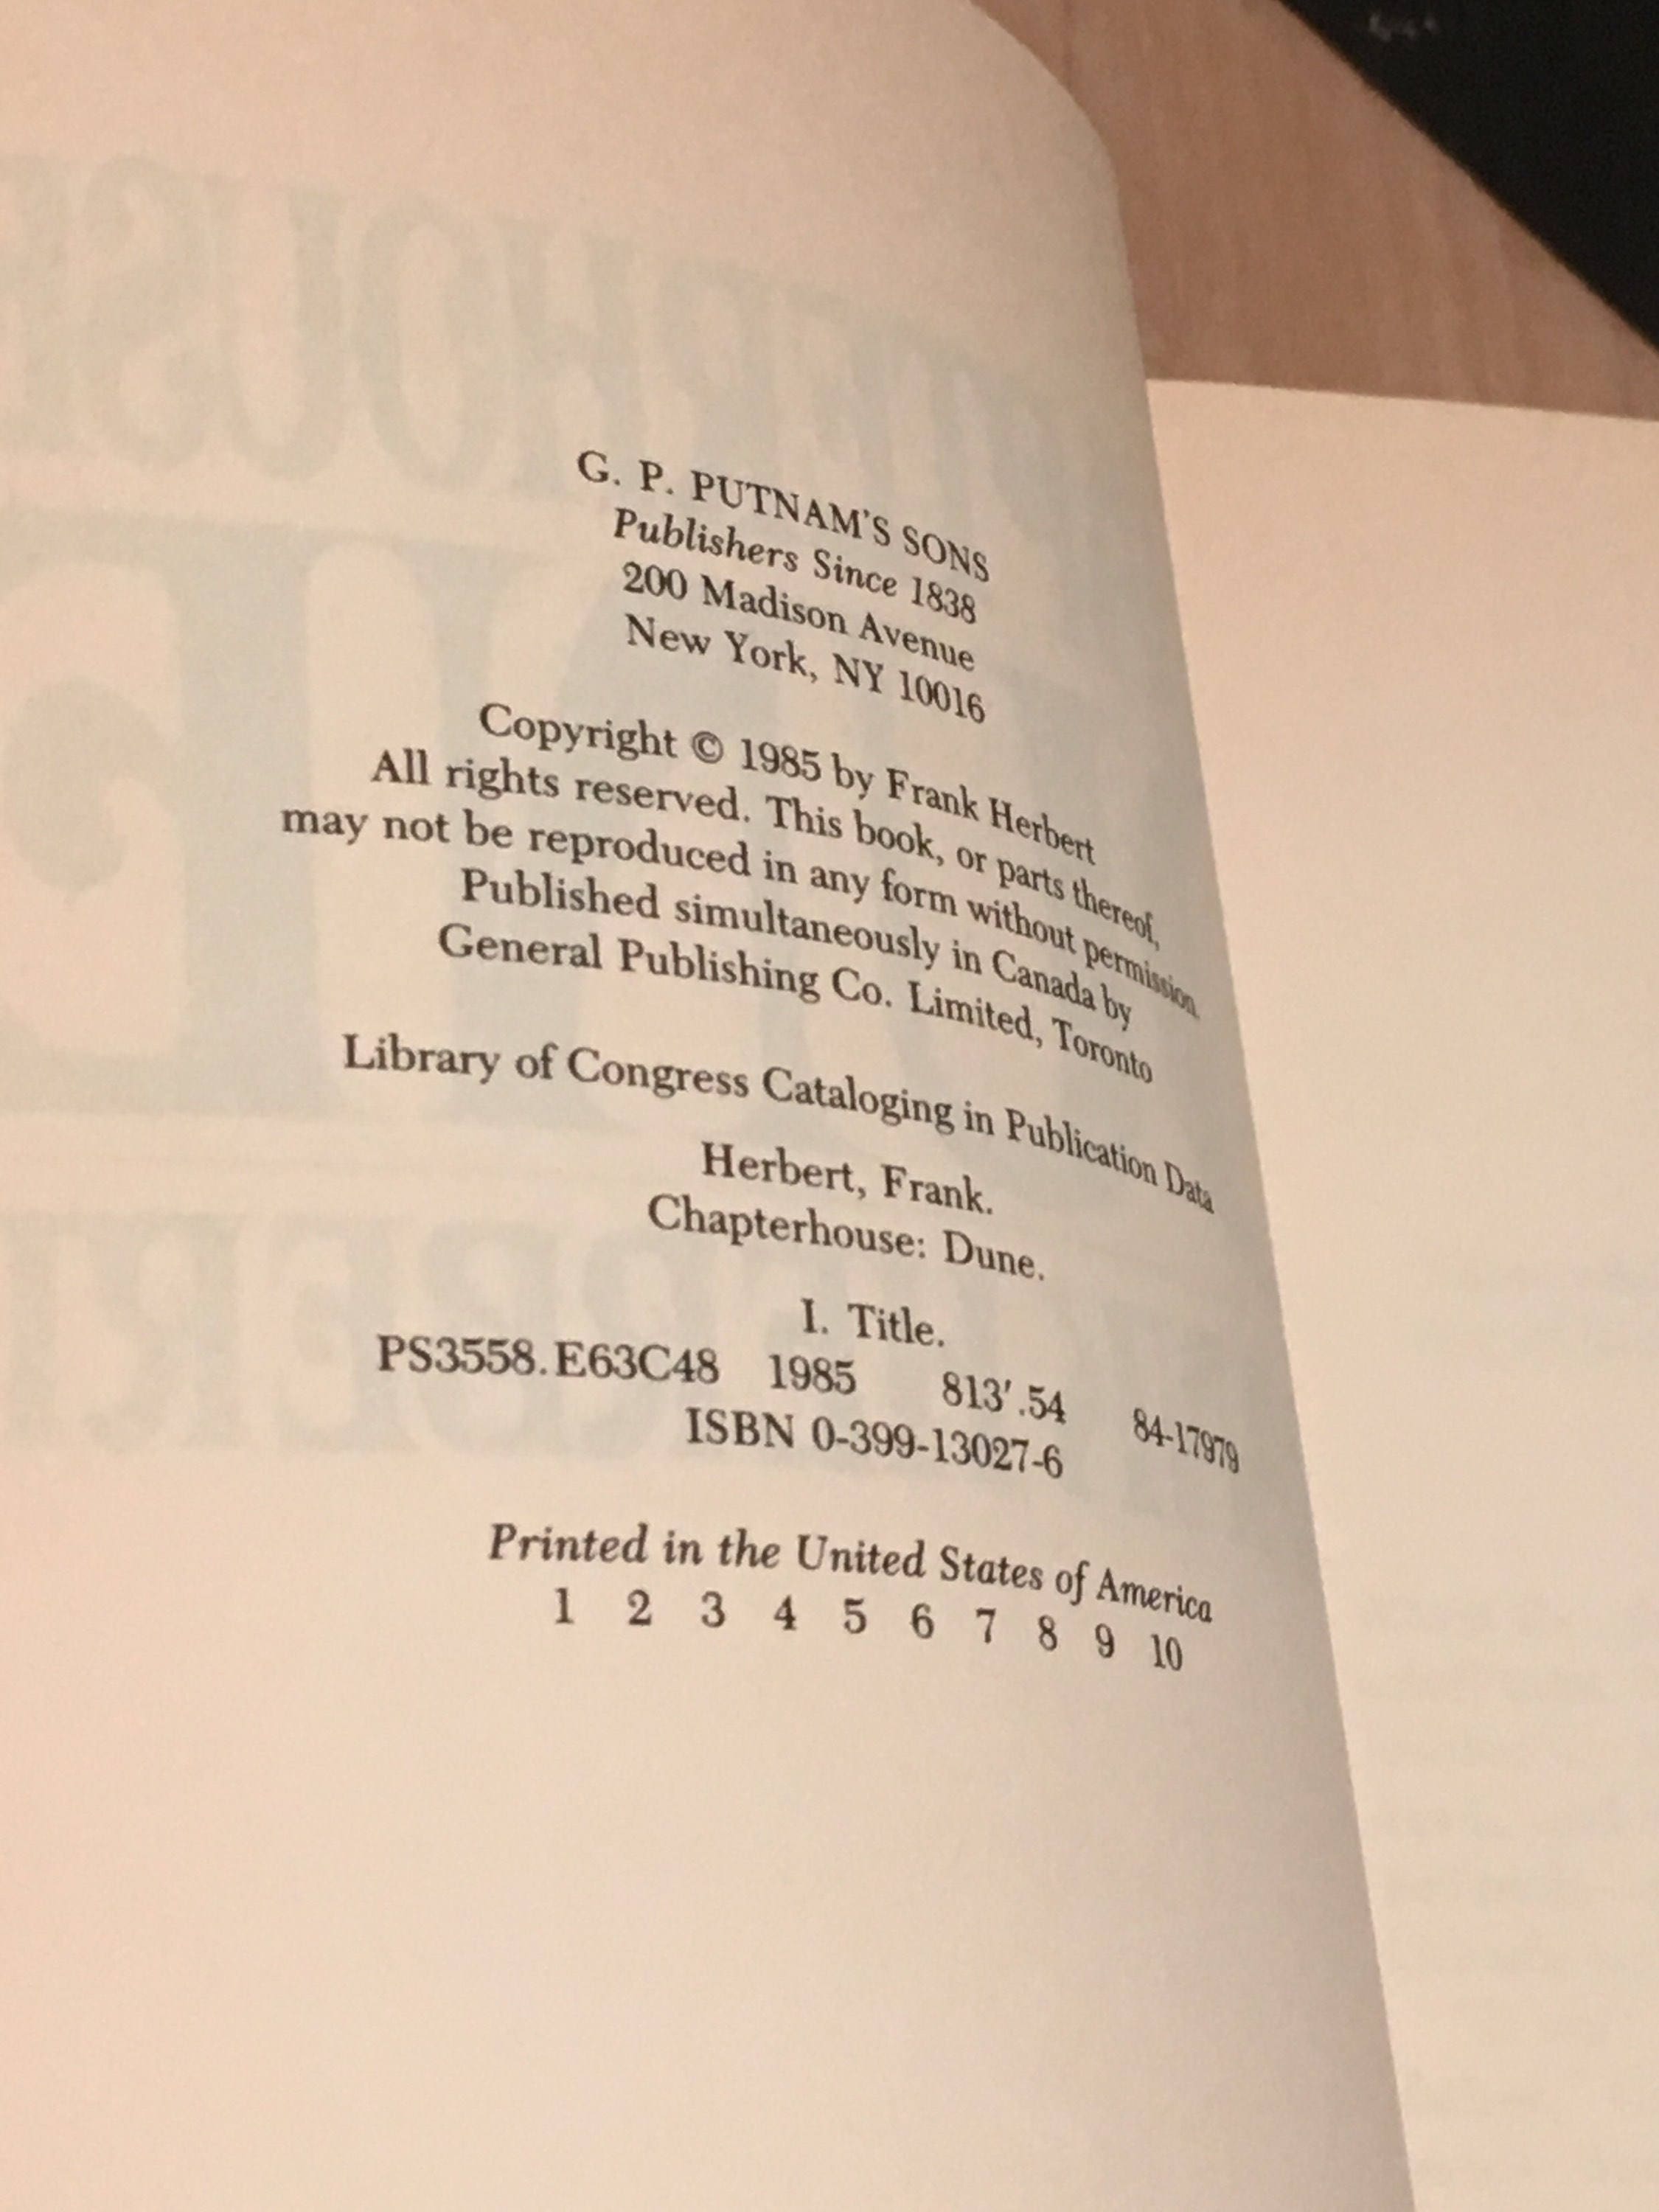 G. P. PUTNAM'S SONS
Publishers Since 1838
200 Madison Avenue
New York, NY 10016
Copyright © 1985 by Frank Herbert
All rights reserved. This book, or parts thereof,
may not be reproduced in any form without permission.
Published simultaneously in Canada by
General Publishing Co. Limited, Toronto
Library of Congress Cataloging in Publication Data
Herbert, Frank.
Chapterhouse: Dune.
I. Title.
PS3558.E63C48 1985 813′.54 84-17979
ISBN 0-399-13027-6
Printed in the United States of America
1 2 3 4 5 6 7 8 9 10